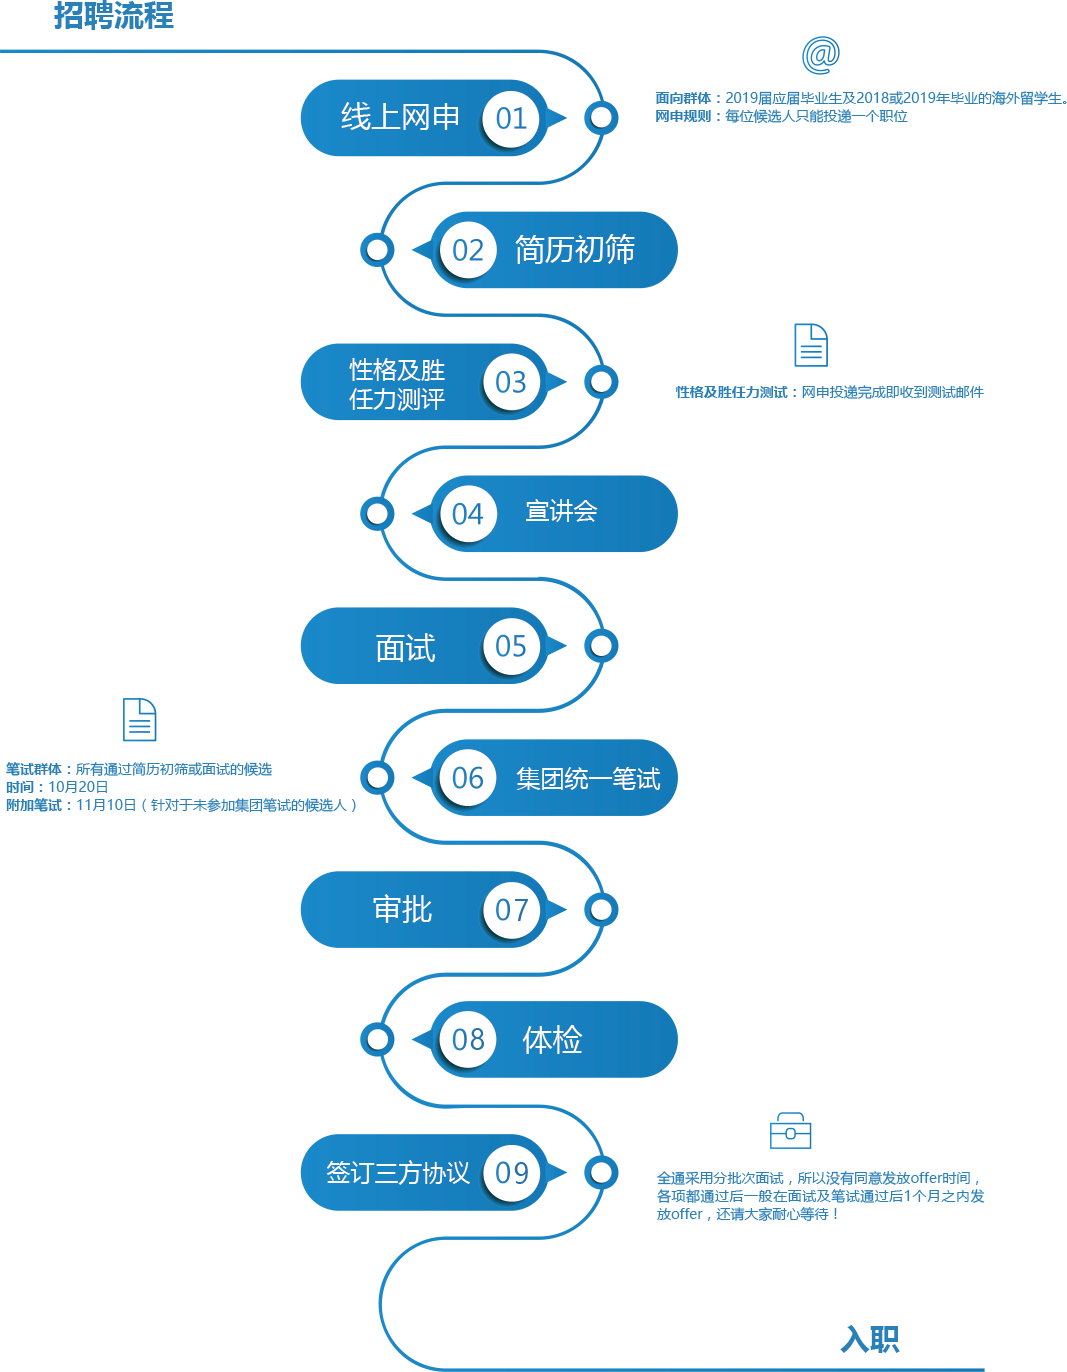 招聘流程
线上网申 01
面向群体：2019届应届毕业生及2018或2019年毕业的海外留学生。
网申规则：每位候选人只能投递一个职位
02 简历初筛
性格及胜
任力测评 03
性格及胜任力测试：网申投递完成即收到测试邮件
04 宣讲会
面试 05
06 集团统一笔试
笔试群体：所有通过简历初筛或面试的候选
时间：10月20日
附加笔试：11月10日（针对于未参加集团笔试的候选人）
审批 07
08 体检
签订三方协议 09
全通采用分批次面试，所以没有同意发放offer时间，
各项都通过后一般在面试及笔试通过后1个月之内发
放offer，还请大家耐心等待！
入职